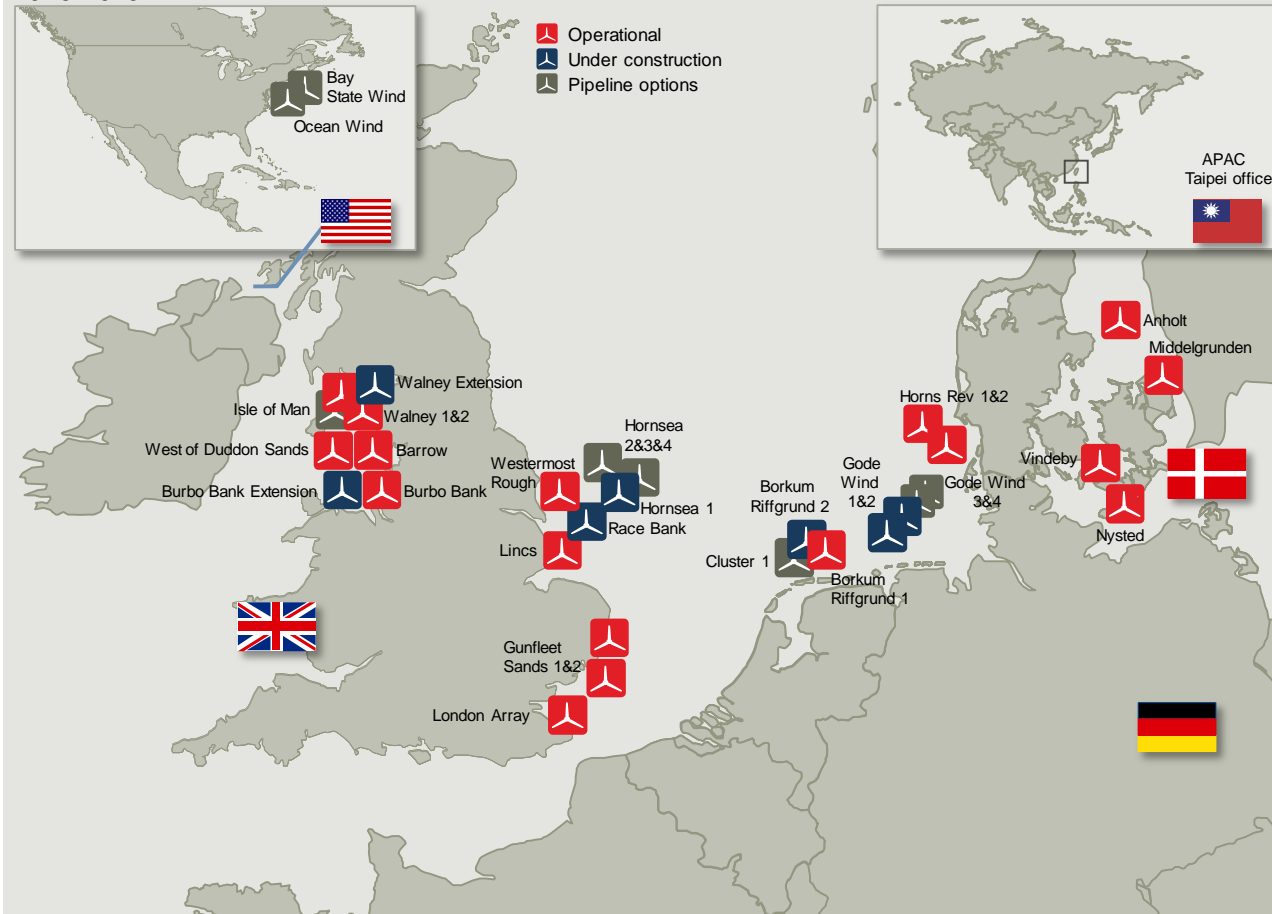 Operational
Under construction
Pipeline options
Bay
State Wind
Ocean Wind
APAC
Taipei office
Anholt
Middelgrunden
Walney Extension
Isle of Man
Walney 1&2
Horns Rev 1&2
West of Duddon Sands
Barrow
Hornsea
2&3&4
Westermost
Rough
Gode
Wind
1&2
Vindeby
Burbo Bank Extension
Burbo Bank
Borkum
Riffgrund 2
Gode Wind
3&4
Hornsea 1
Race Bank
Nysted
Lincs
Cluster 1
Borkum
Riffgrund 1
Gunfleet
Sands 1&2
London Array